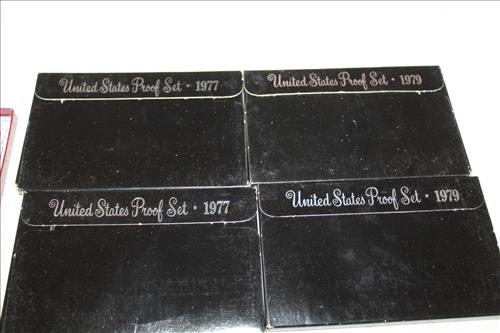 United States Proof Set • 1977
United States Proof Set • 1979
United States Proof Set • 1977
United States Proof Set • 1979